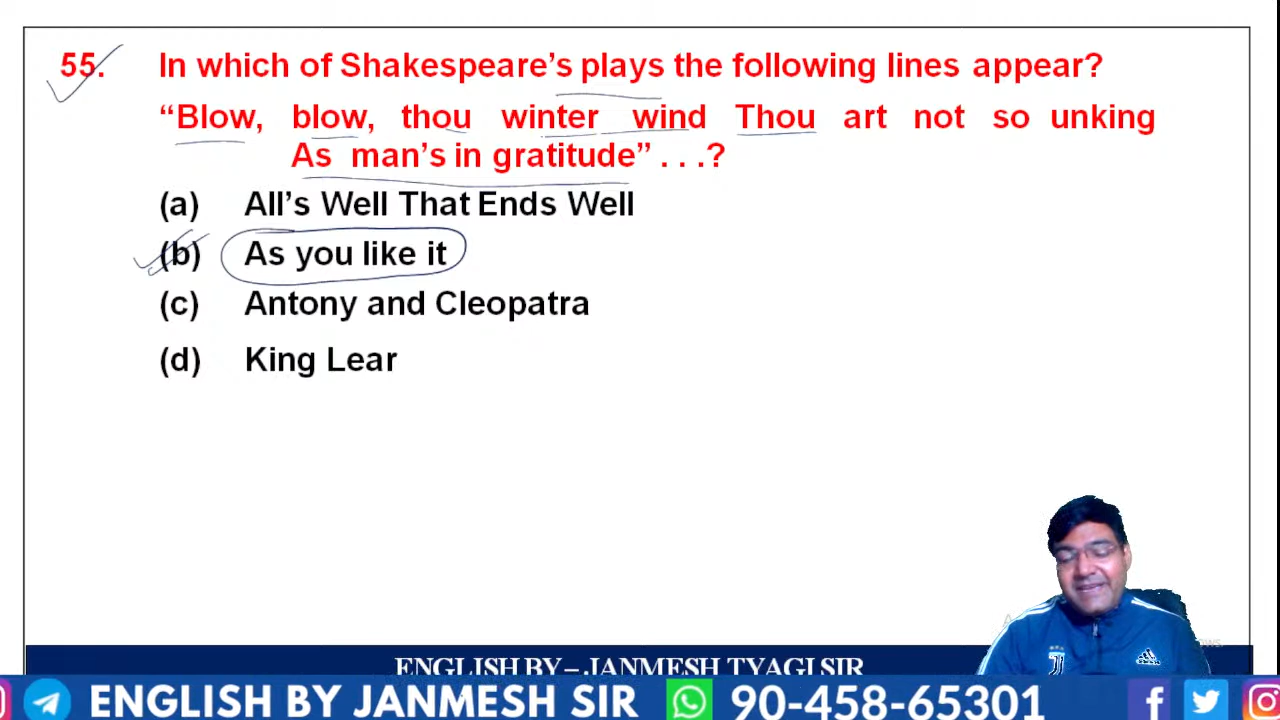 55. In which of Shakespeare’s plays the following lines appear?
“Blow, blow, thou winter wind Thou art not so unking
As man’s in gratitude” . . .?
(a) All’s Well That Ends Well
(b) As you like it
(c) Antony and Cleopatra
(d) King Lear
ENGLISH BY – JANMESH TYAGI SIR
ENGLISH BY JANMESH SIR 90-458-65301